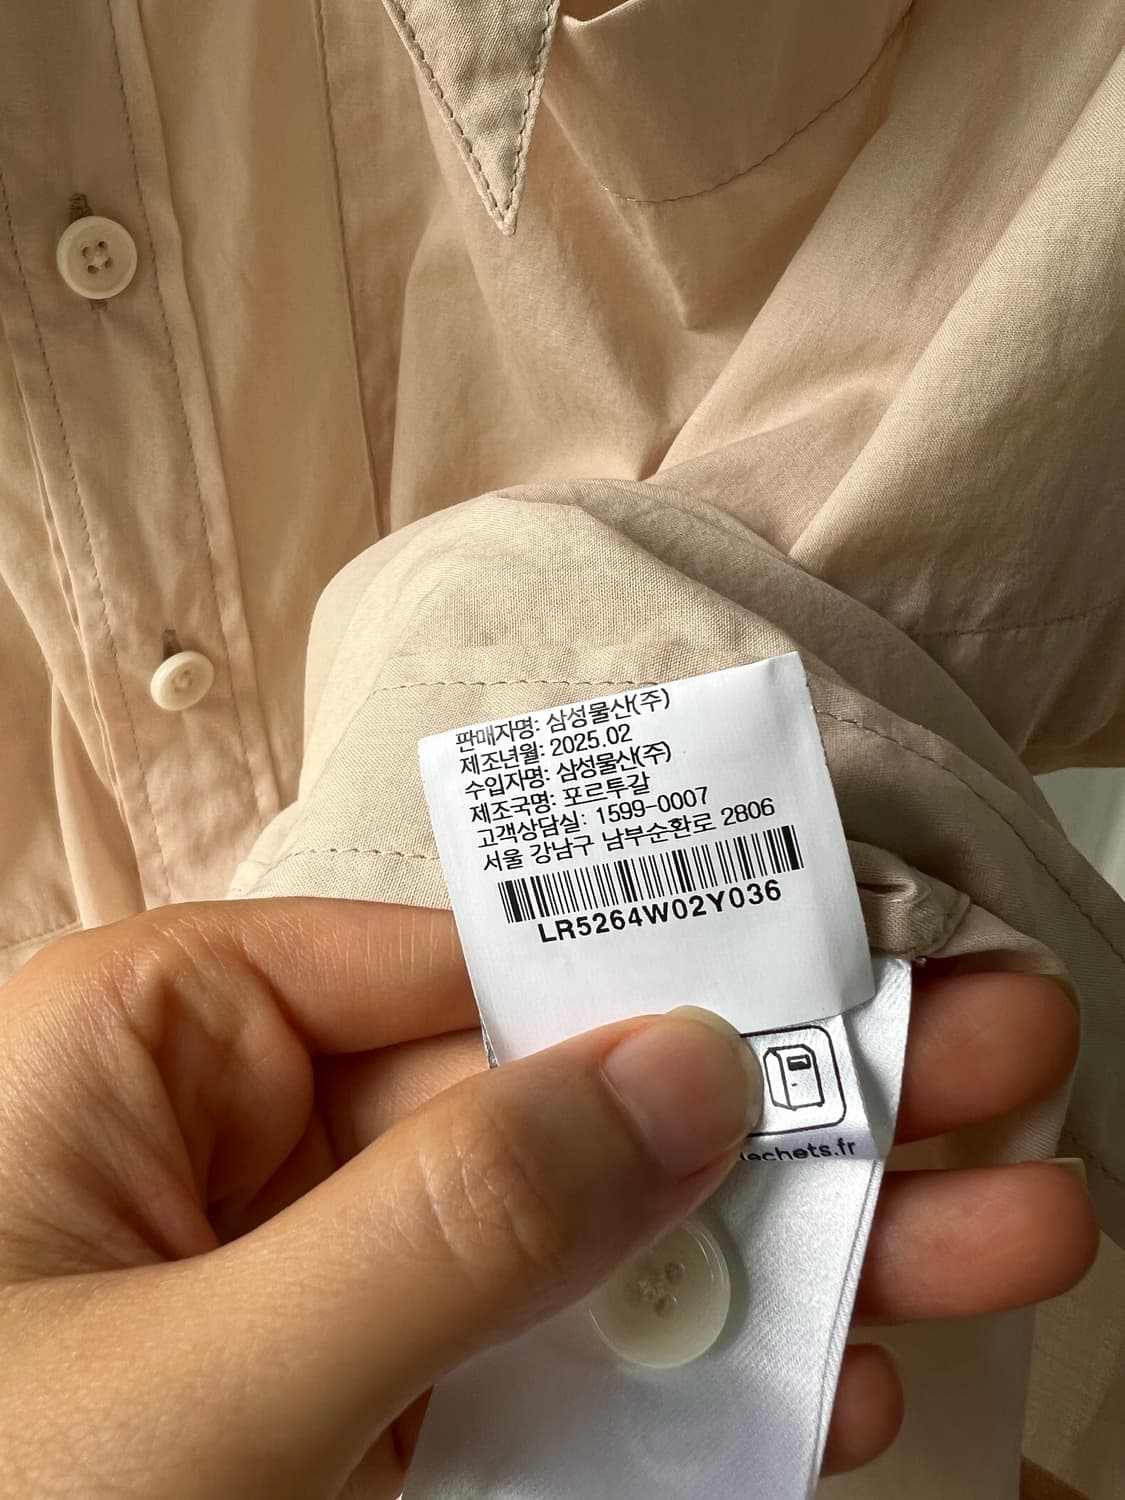 판매자명: 삼성물산(주)
제조년월: 2025.02
수입자명: 삼성물산(주)
제조국명: 포르투갈
고객상담실: 1599-0007
서울 강남구 남부순환로 2806
LR5264W02Y036